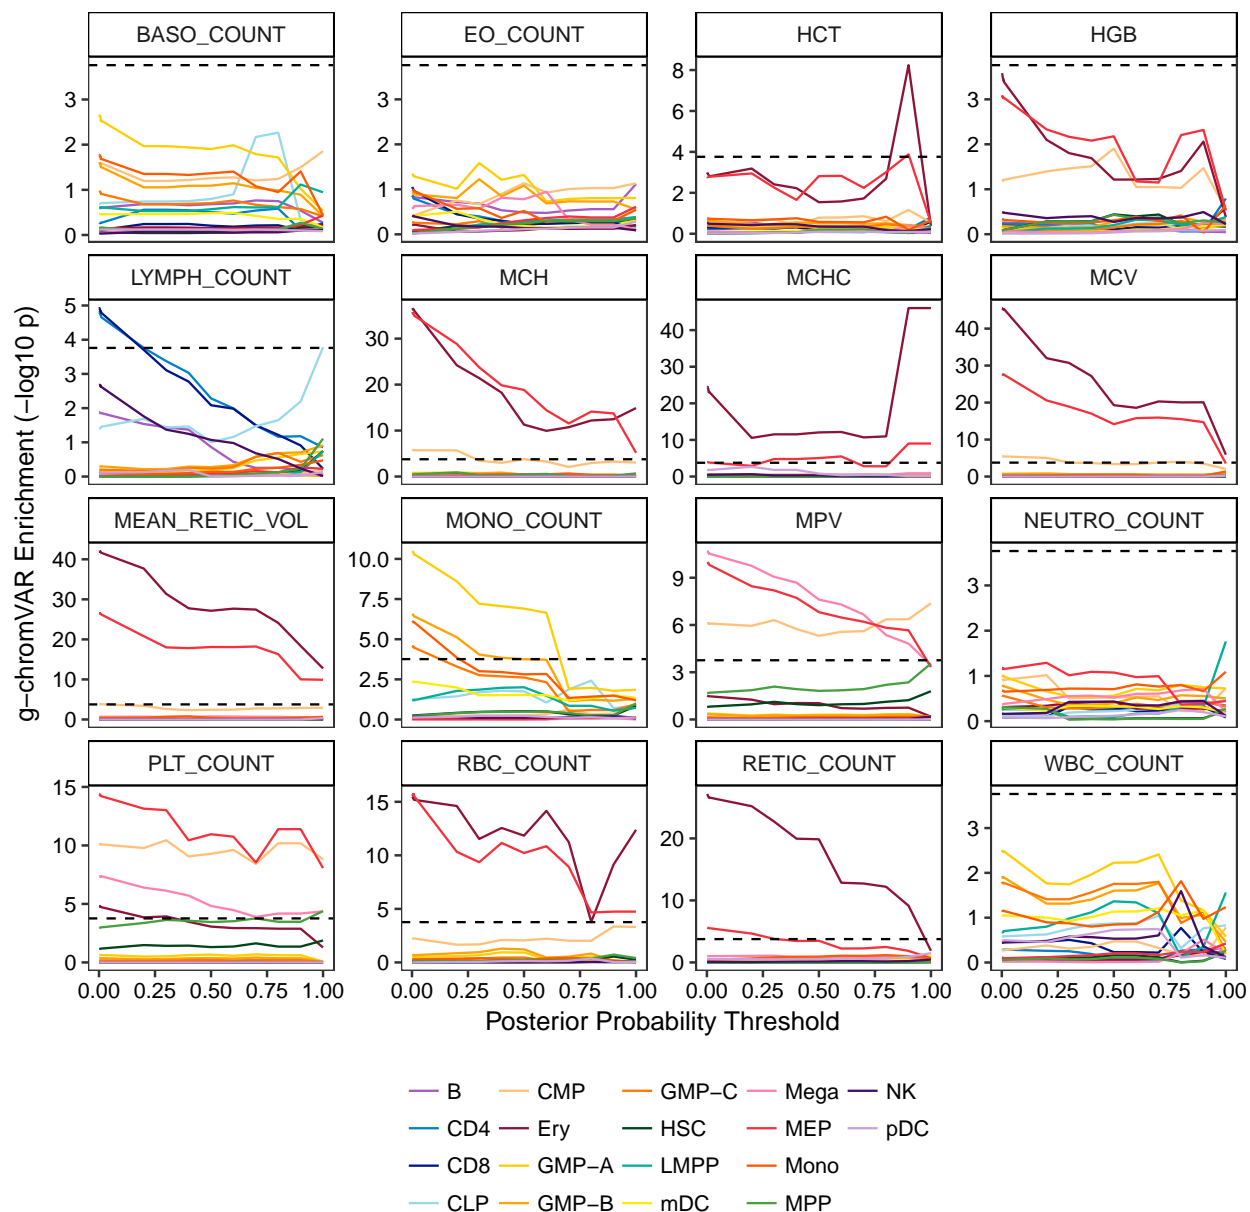 BASO_COUNT EO_COUNT HCT HGB
0 1 2 3
0 1 2 3
0 2 4 6 8
0 1 2 3
LYMPH_COUNT MCH MCHC MCV
0 1 2 3 4 5
0 10 20 30
0 10 20 30 40
0 10 20 30 40
MEAN_RETIC_VOL MONO_COUNT MPV NEUTRO_COUNT
0 10 20 30 40
0.0 2.5 5.0 7.5 10.0
0 3 6 9
0 1 2 3
PLT_COUNT RBC_COUNT RETIC_COUNT WBC_COUNT
0 5 10 15
0 5 10 15
0 10 20
0 1 2 3
g−chromVAR Enrichment (−log10 p)
0.00 0.25 0.50 0.75 1.00 0.00 0.25 0.50 0.75 1.00 0.00 0.25 0.50 0.75 1.00 0.00 0.25 0.50 0.75 1.00
Posterior Probability Threshold
B CMP GMP−C Mega NK
CD4 Ery HSC MEP pDC
CD8 GMP−A LMPP Mono
CLP GMP−B mDC MPP